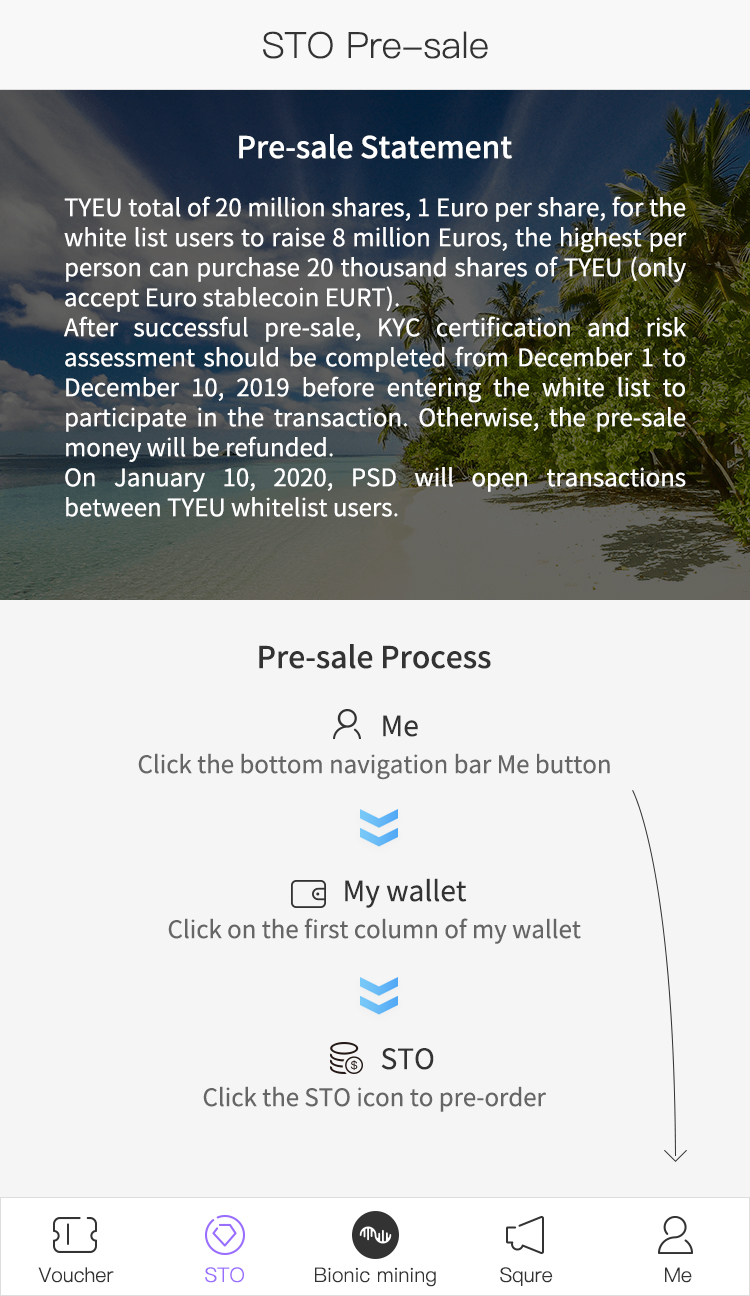 STO Pre-sale
Pre-sale Statement
TYEU total of 20 million shares, 1 Euro per share, for the
white list users to raise 8 million Euros, the highest per
person can purchase 20 thousand shares of TYEU (only
accept Euro stablecoin EURT).
After successful pre-sale, KYC certification and risk
assessment should be completed from December 1 to
December 10, 2019 before entering the white list to
participate in the transaction. Otherwise, the pre-sale
money will be refunded.
On January 10, 2020, PSD will open transactions
between TYEU whitelist users.
Pre-sale Process
Me
Click the bottom navigation bar Me button
My wallet
Click on the first column of my wallet
STO
Click the STO icon to pre-order
Voucher
STO
Bionic mining
Squre
Me